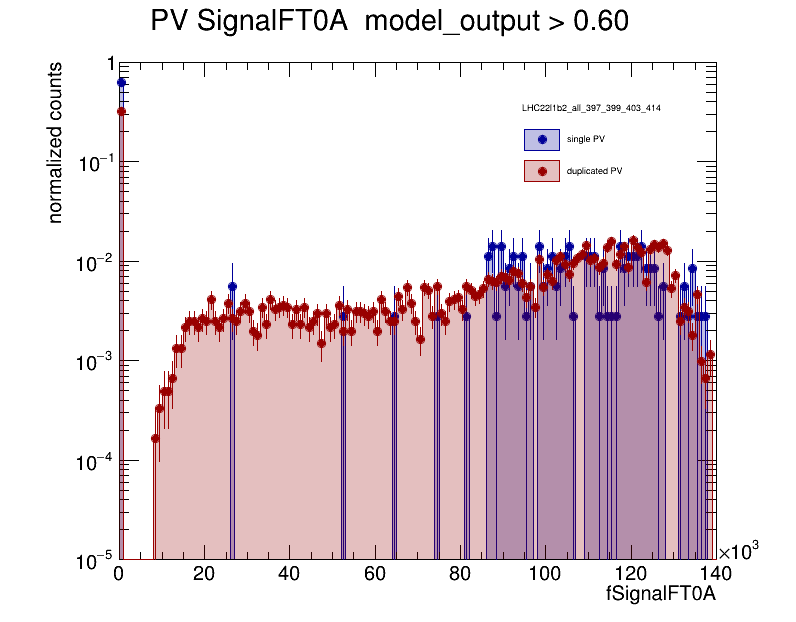 PV SignalFT0A  model_output > 0.60
normalized counts
1
10⁻¹
10⁻²
10⁻³
10⁻⁴
10⁻⁵
LHC22l1b2_all_397_399_403_414
single PV
duplicated PV
0 20 40 60 80 100 120 140
×10³
fSignalFT0A